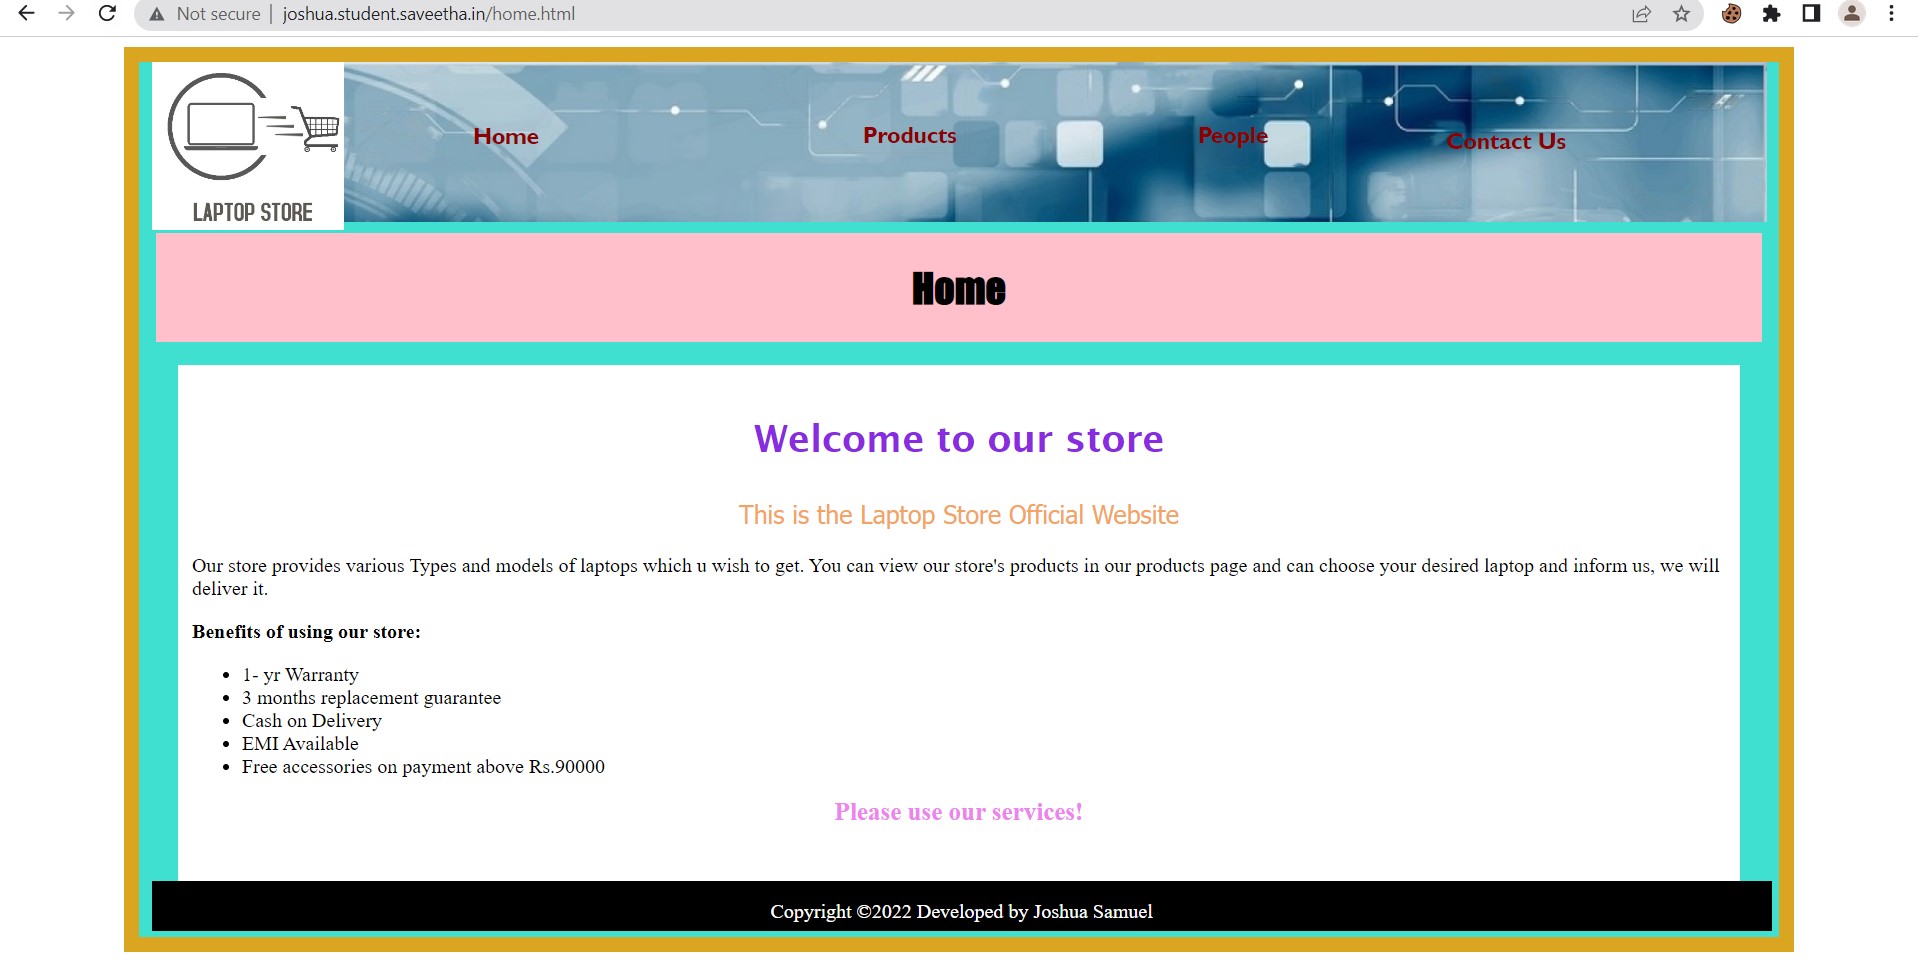 Not secure | joshua.student.saveetha.in/home.html
LAPTOP STORE
Home
Products
People
Contact Us
Home
Welcome to our store
This is the Laptop Store Official Website
Our store provides various Types and models of laptops which u wish to get. You can view our store's products in our products page and can choose your desired laptop and inform us, we will
deliver it.
Benefits of using our store:
• 1- yr Warranty
• 3 months replacement guarantee
• Cash on Delivery
• EMI Available
• Free accessories on payment above Rs.90000
Please use our services!
Copyright ©2022 Developed by Joshua Samuel